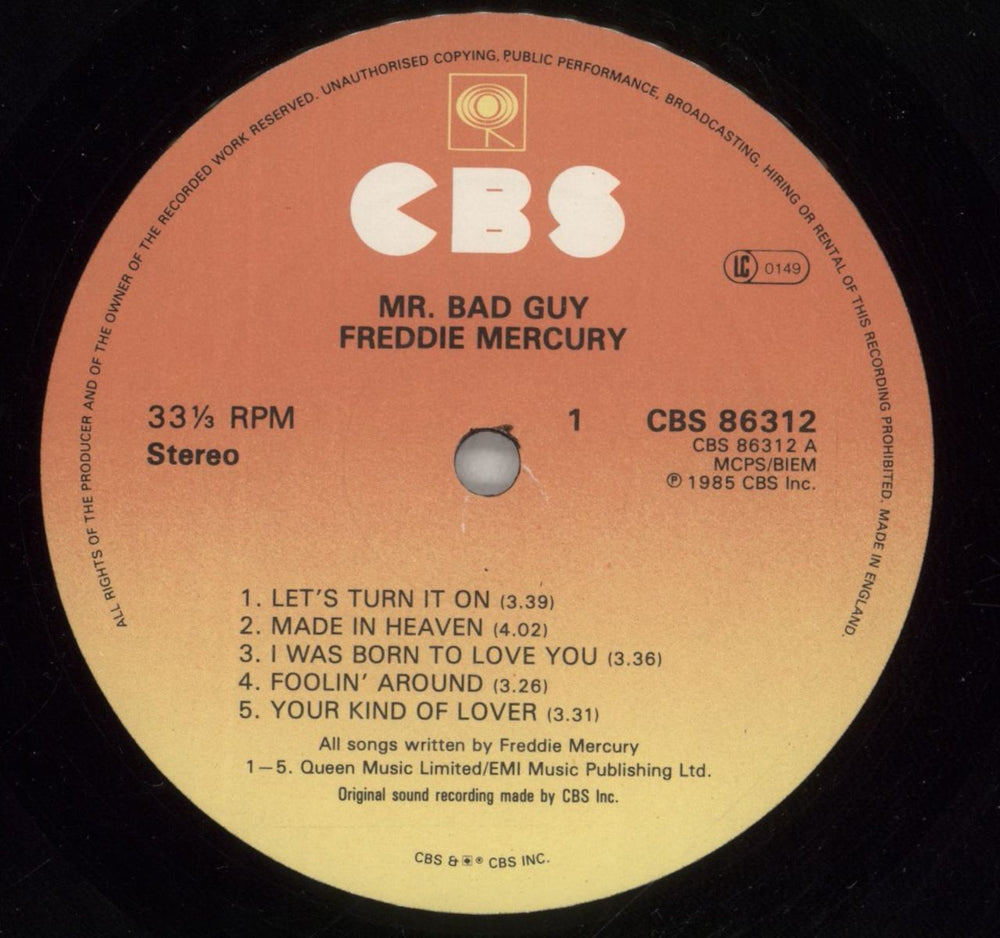 ALL RIGHTS OF THE PRODUCER AND OF THE OWNER OF THE RECORDED WORK RESERVED. UNAUTHORISED COPYING, PUBLIC PERFORMANCE, BROADCASTING, HIRING OR RENTAL OF THIS RECORDING PROHIBITED. MADE IN ENGLAND.
CBS
LC 0149
MR. BAD GUY
FREDDIE MERCURY
33⅓ RPM 1 CBS 86312
Stereo CBS 86312 A
MCPS/BIEM
℗ 1985 CBS Inc.
1. LET'S TURN IT ON (3.39)
2. MADE IN HEAVEN (4.02)
3. I WAS BORN TO LOVE YOU (3.36)
4. FOOLIN' AROUND (3.26)
5. YOUR KIND OF LOVER (3.31)
All songs written by Freddie Mercury
1–5. Queen Music Limited/EMI Music Publishing Ltd.
Original sound recording made by CBS Inc.
CBS & ® CBS INC.